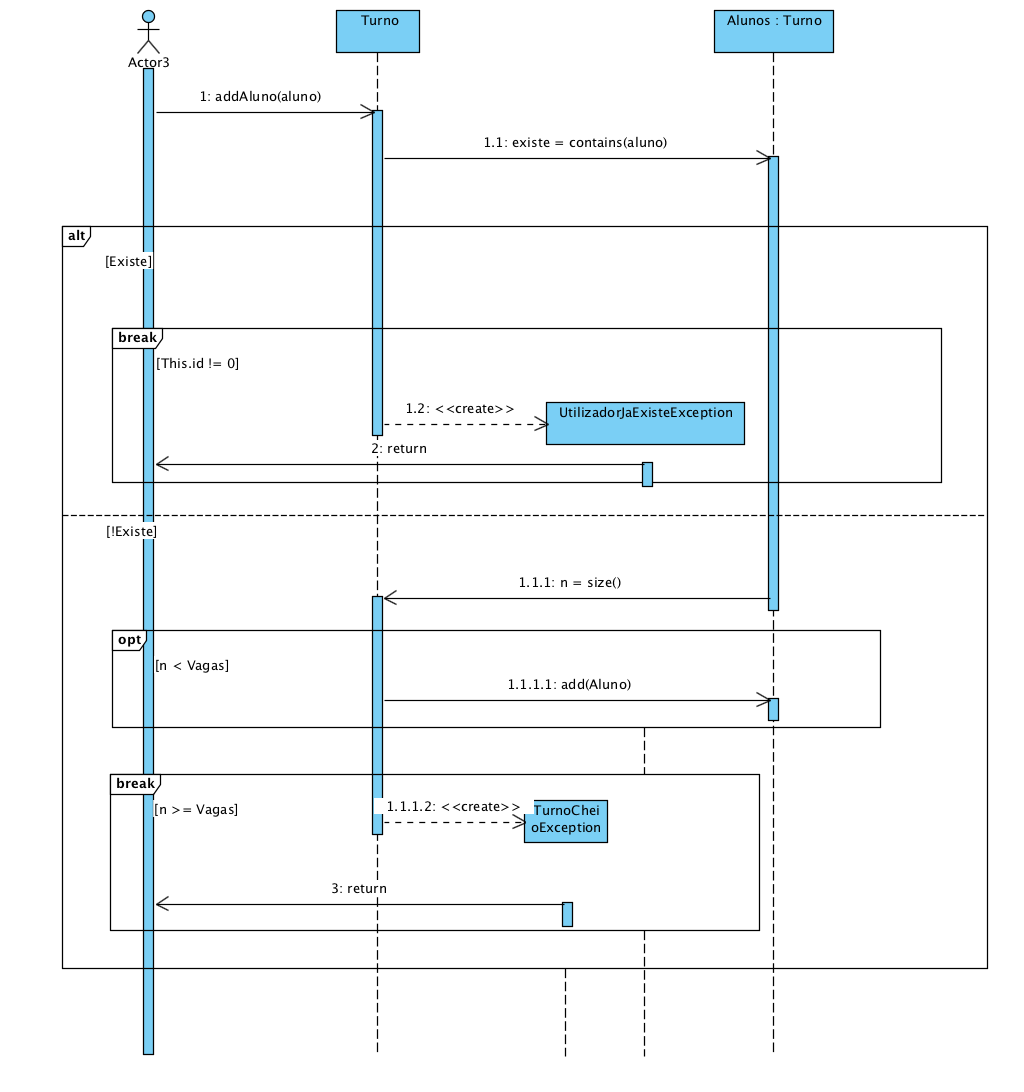 Turno
Alunos : Turno
Actor3
1: addAluno(aluno)
1.1: existe = contains(aluno)
alt
[Existe]
break
[This.id != 0]
1.2: <<create>>
UtilizadorJaExisteException
2: return
[!Existe]
1.1.1: n = size()
opt
[n < Vagas]
1.1.1.1: add(Aluno)
break
[n >= Vagas]
1.1.1.2: <<create>>
TurnoChei
oException
3: return